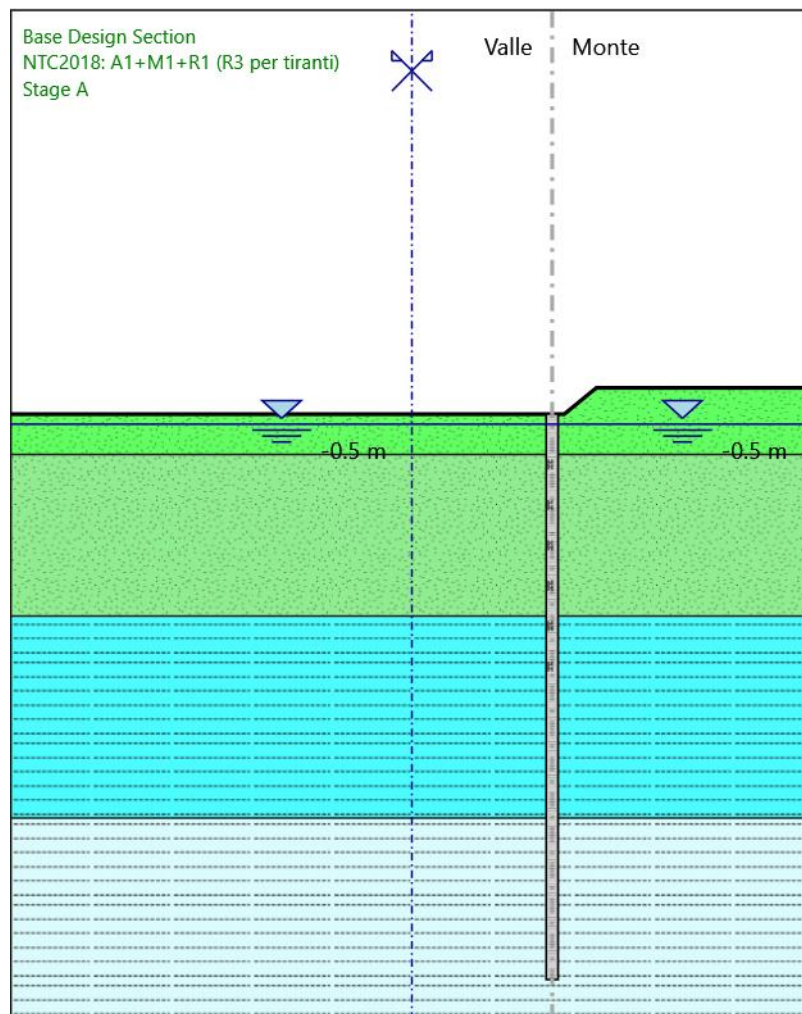 Base Design Section
NTC2018: A1+M1+R1 (R3 per tiranti)
Stage A
Valle
Monte
-0.5 m
-0.5 m